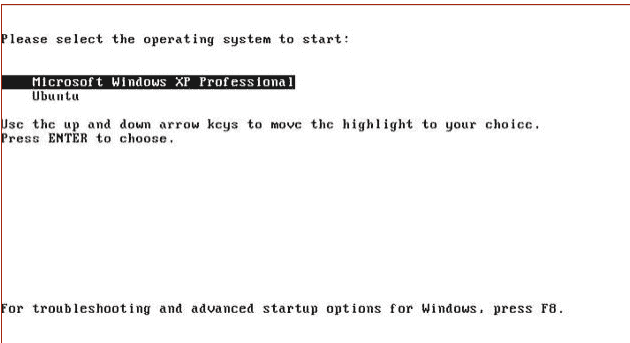 Please select the operating system to start:
Microsoft Windows XP Professional
Ubuntu
Use the up and down arrow keys to move the highlight to your choice.
Press ENTER to choose.
For troubleshooting and advanced startup options for Windows, press F8.